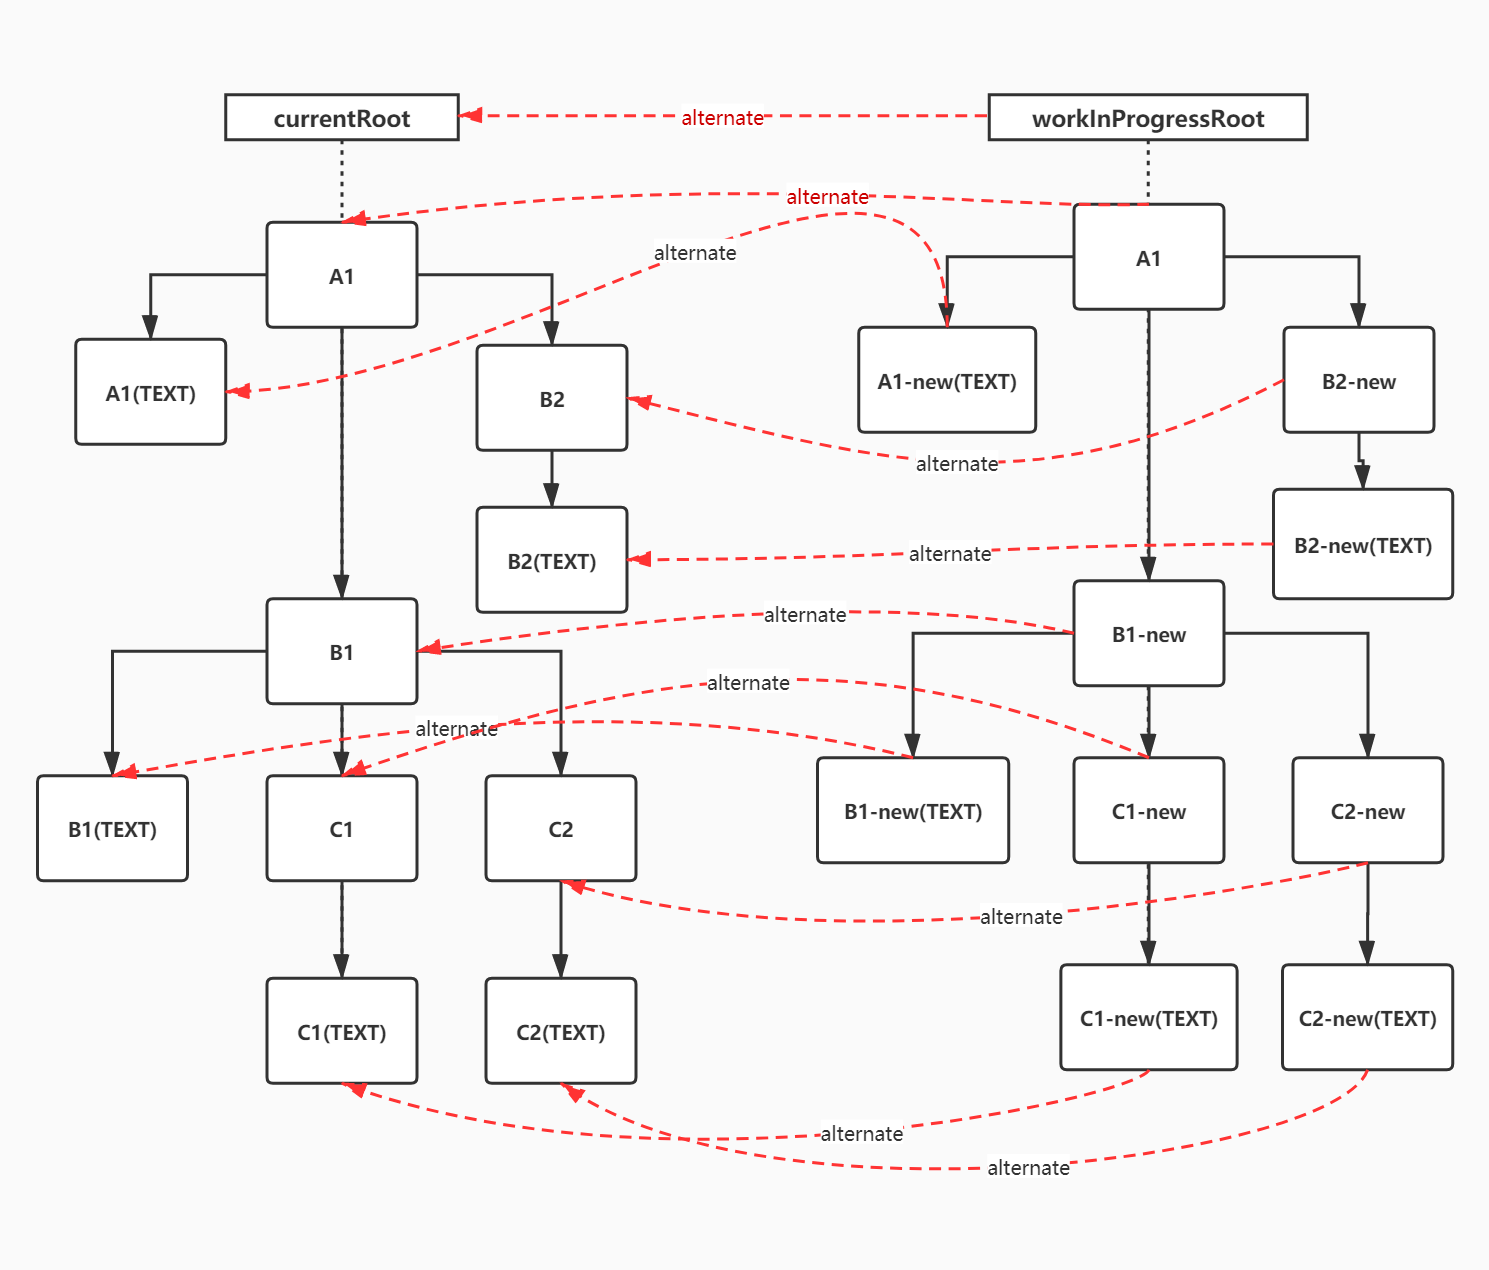 currentRoot
alternate
workInProgressRoot
alternate
alternate
A1
A1
A1(TEXT)
B2
A1-new(TEXT)
B2-new
alternate
B2(TEXT)
alternate
B2-new(TEXT)
alternate
B1
B1-new
alternate
alternate
B1(TEXT)
C1
C2
B1-new(TEXT)
C1-new
C2-new
alternate
C1(TEXT)
C2(TEXT)
C1-new(TEXT)
C2-new(TEXT)
alternate
alternate